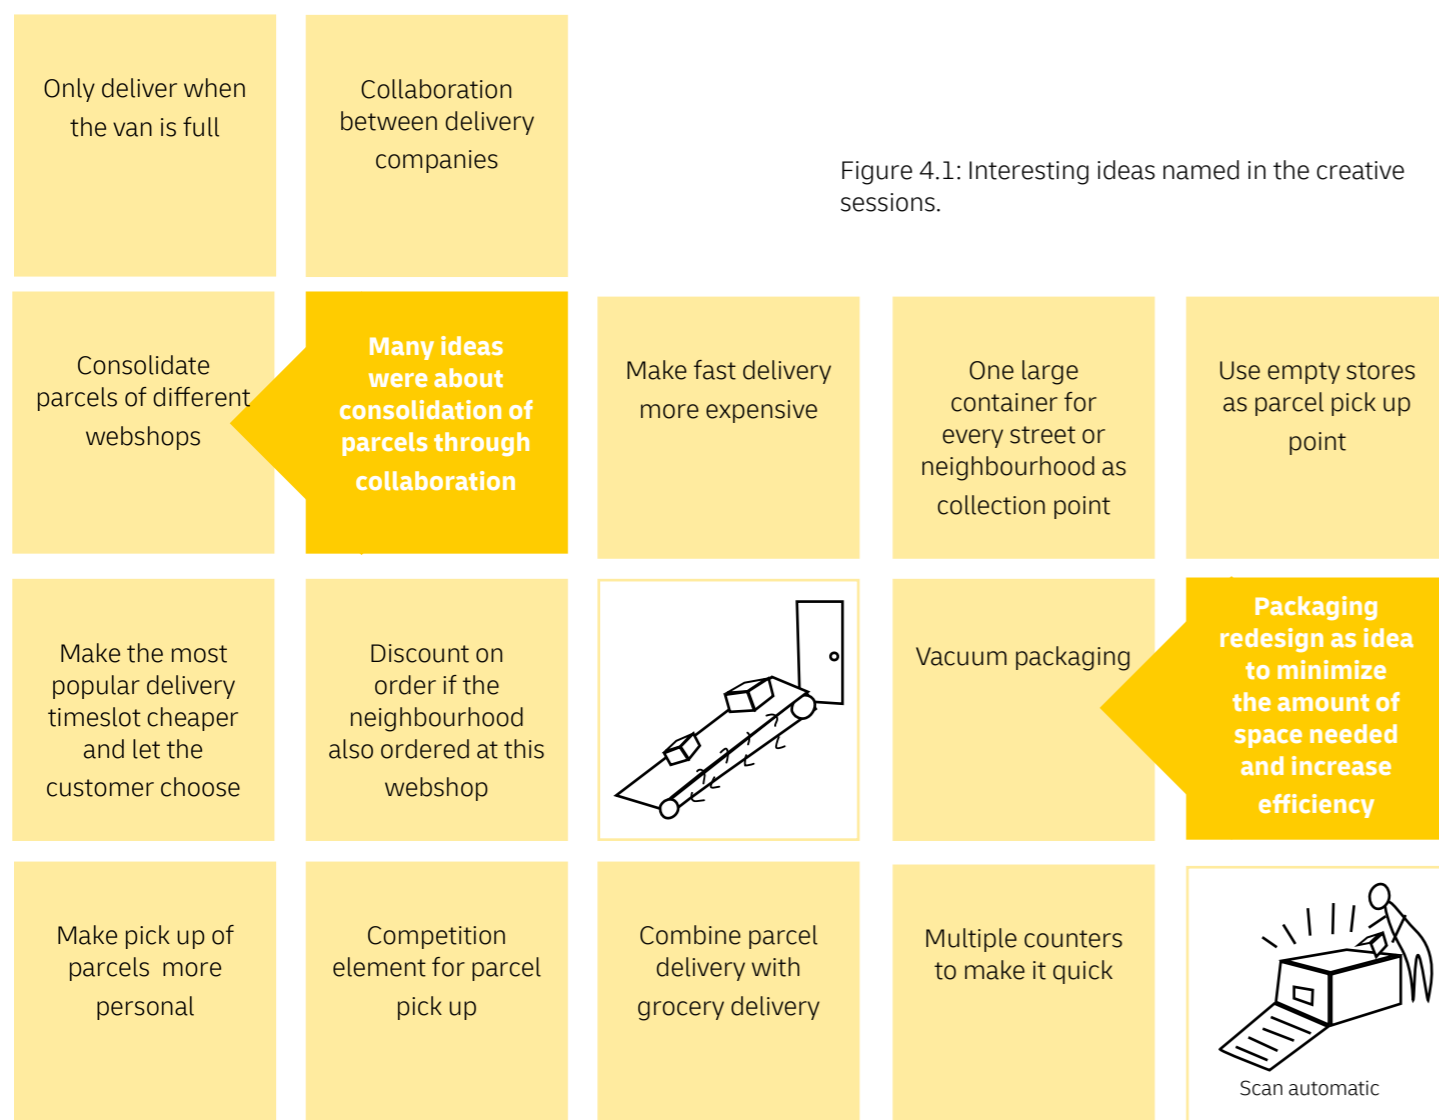 Only deliver when
the van is full
Collaboration
between delivery
companies
Figure 4.1: Interesting ideas named in the creative
sessions.
Consolidate
parcels of different
webshops
Many ideas
were about
consolidation of
parcels through
collaboration
Make fast delivery
more expensive
One large
container for
every street or
neighbourhood as
collection point
Use empty stores
as parcel pick up
point
Make the most
popular delivery
timeslot cheaper
and let the
customer choose
Discount on
order if the
neighbourhood
also ordered at this
webshop
Vacuum packaging
Packaging
redesign as idea
to minimize
the amount of
space needed
and increase
efficiency
Make pick up of
parcels more
personal
Competition
element for parcel
pick up
Combine parcel
delivery with
grocery delivery
Multiple counters
to make it quick
Scan automatic